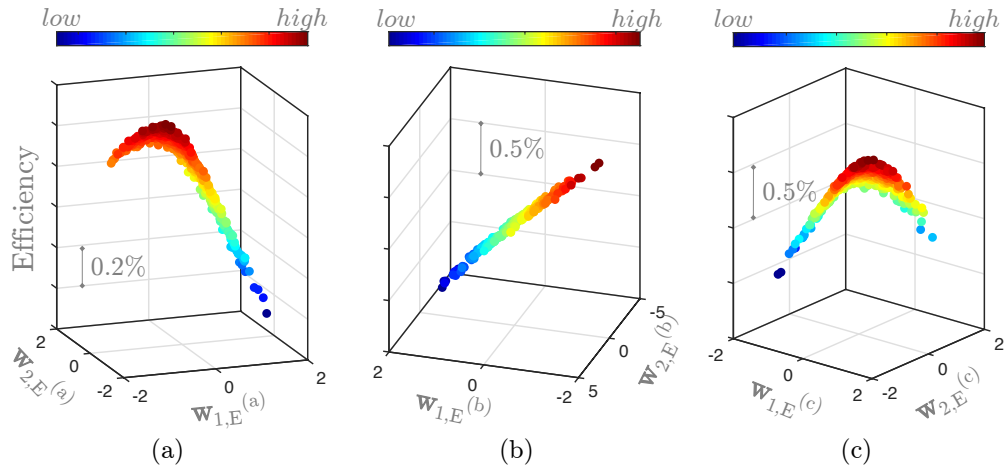 low high
low high
low high
Efficiency
0.2%
0.5%
0.5%
2
0
-2
-2
0
2
w2,E(a)
w1,E(a)
2
0
-2
5
0
-5
w1,E(b)
w2,E(b)
-2
0
2
-2
0
2
w1,E(c)
w2,E(c)
(a)
(b)
(c)